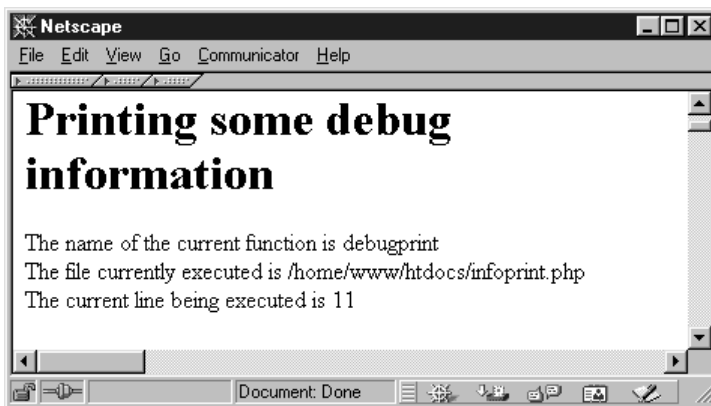 Netscape
File Edit View Go Communicator Help
Printing some debug
information
The name of the current function is debugprint
The file currently executed is /home/www/htdocs/infoprint.php
The current line being executed is 11
Document: Done